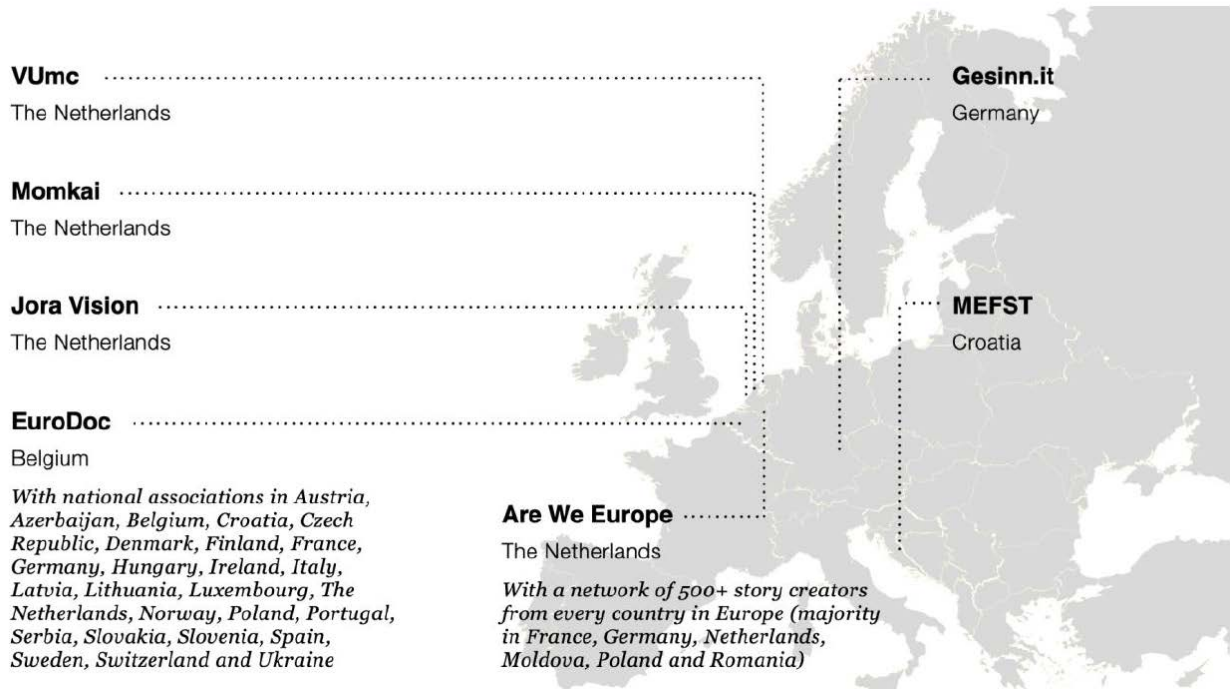 VUmc
The Netherlands
Momkai
The Netherlands
Jora Vision
The Netherlands
EuroDoc
Belgium
With national associations in Austria,
Azerbaijan, Belgium, Croatia, Czech
Republic, Denmark, Finland, France,
Germany, Hungary, Ireland, Italy,
Latvia, Lithuania, Luxembourg, The
Netherlands, Norway, Poland, Portugal,
Serbia, Slovakia, Slovenia, Spain,
Sweden, Switzerland and Ukraine
Are We Europe
The Netherlands
With a network of 500+ story creators
from every country in Europe (majority
in France, Germany, Netherlands,
Moldova, Poland and Romania)
Gesinn.it
Germany
MEFST
Croatia